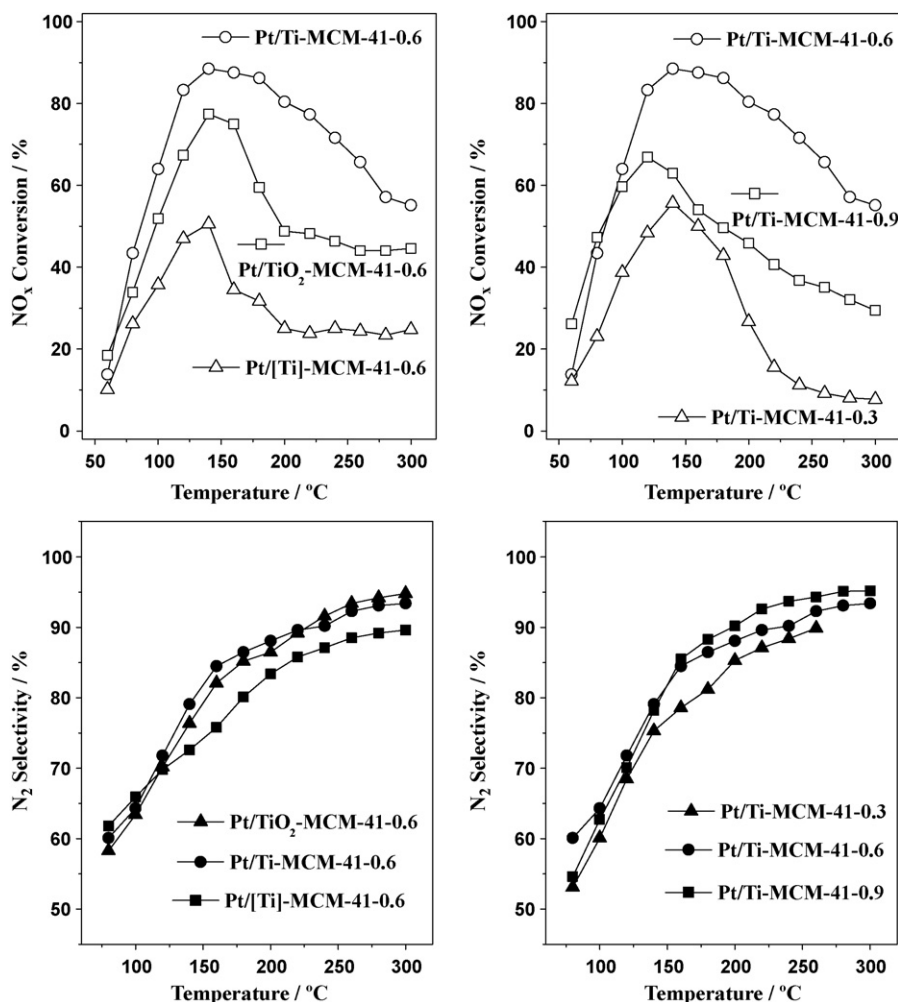 100
80
60
40
20
0
NOx Conversion / %
Pt/Ti-MCM-41-0.6
Pt/TiO2-MCM-41-0.6
Pt/[Ti]-MCM-41-0.6
50 100 150 200 250 300
Temperature / ºC
100
80
60
40
20
0
NOx Conversion / %
Pt/Ti-MCM-41-0.6
Pt/Ti-MCM-41-0.9
Pt/Ti-MCM-41-0.3
50 100 150 200 250 300
Temperature / ºC
100
90
80
70
60
50
N2 Selectivity / %
Pt/TiO2-MCM-41-0.6
Pt/Ti-MCM-41-0.6
Pt/[Ti]-MCM-41-0.6
100 150 200 250 300
Temperature / ºC
100
90
80
70
60
50
N2 Selectivity / %
Pt/Ti-MCM-41-0.3
Pt/Ti-MCM-41-0.6
Pt/Ti-MCM-41-0.9
100 150 200 250 300
Temperature / ºC